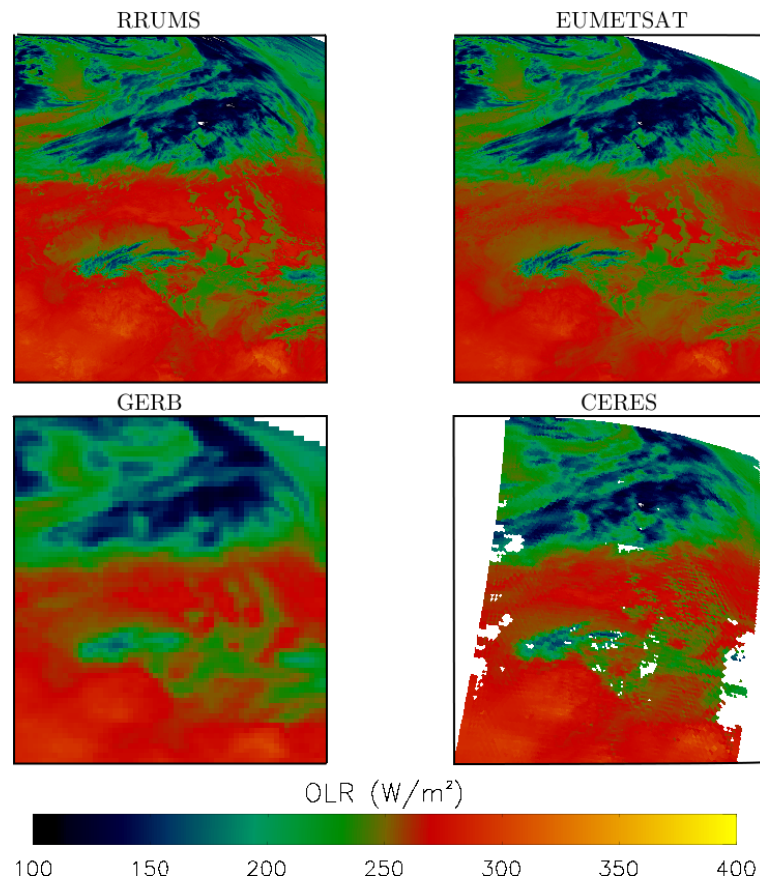 RRUMS
EUMETSAT
GERB
CERES
OLR (W/m²)
100 150 200 250 300 350 400